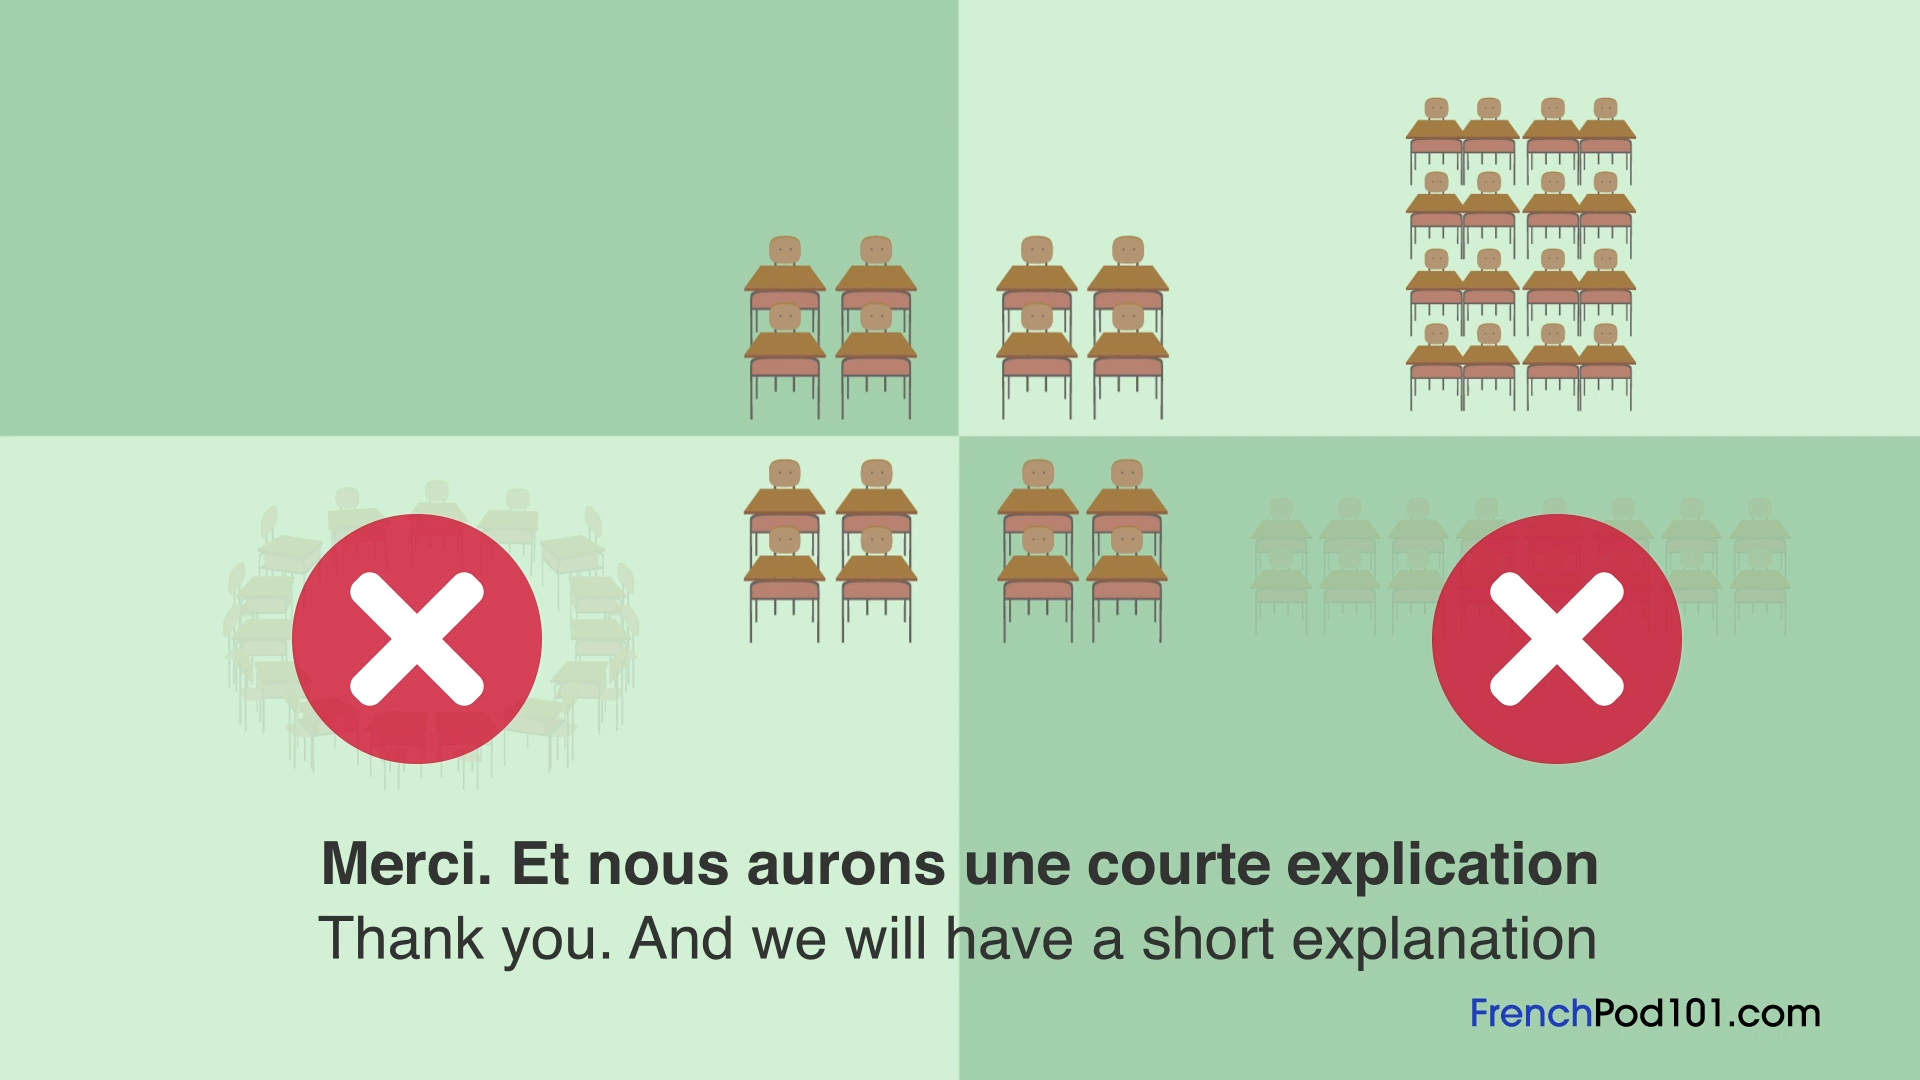 Merci. Et nous aurons une courte explication
Thank you. And we will have a short explanation
FrenchPod101.com